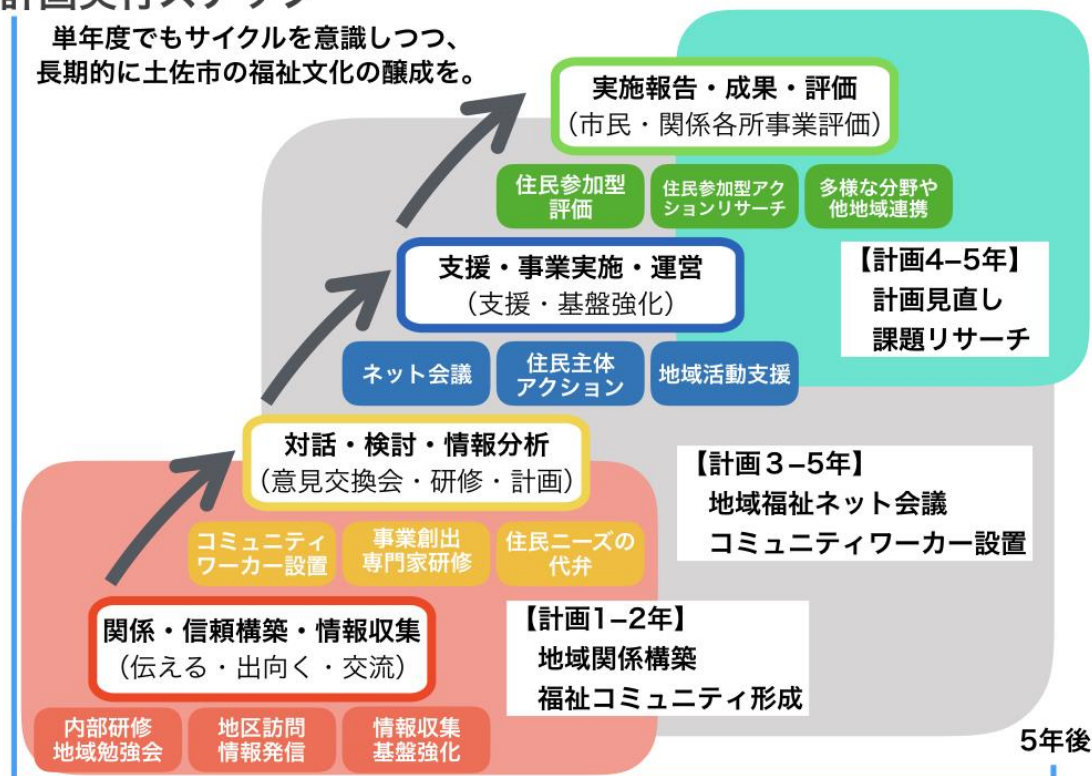 計画実行ステップ
単年度でもサイクルを意識しつつ、
長期的に土佐市の福祉文化の醸成を。
実施報告・成果・評価
（市民・関係各所事業評価）
住民参加型
評価
住民参加型アク
ションリサーチ
多様な分野や
他地域連携
支援・事業実施・運営
（支援・基盤強化）
【計画4–5年】
計画見直し
課題リサーチ
ネット会議
住民主体
アクション
地域活動支援
対話・検討・情報分析
（意見交換会・研修・計画）
【計画３–5年】
地域福祉ネット会議
コミュニティワーカー設置
コミュニティ
ワーカー設置
事業創出
専門家研修
住民ニーズの
代弁
関係・信頼構築・情報収集
（伝える・出向く・交流）
【計画1–2年】
地域関係構築
福祉コミュニティ形成
内部研修
地域勉強会
地区訪問
情報発信
情報収集
基盤強化
5年後